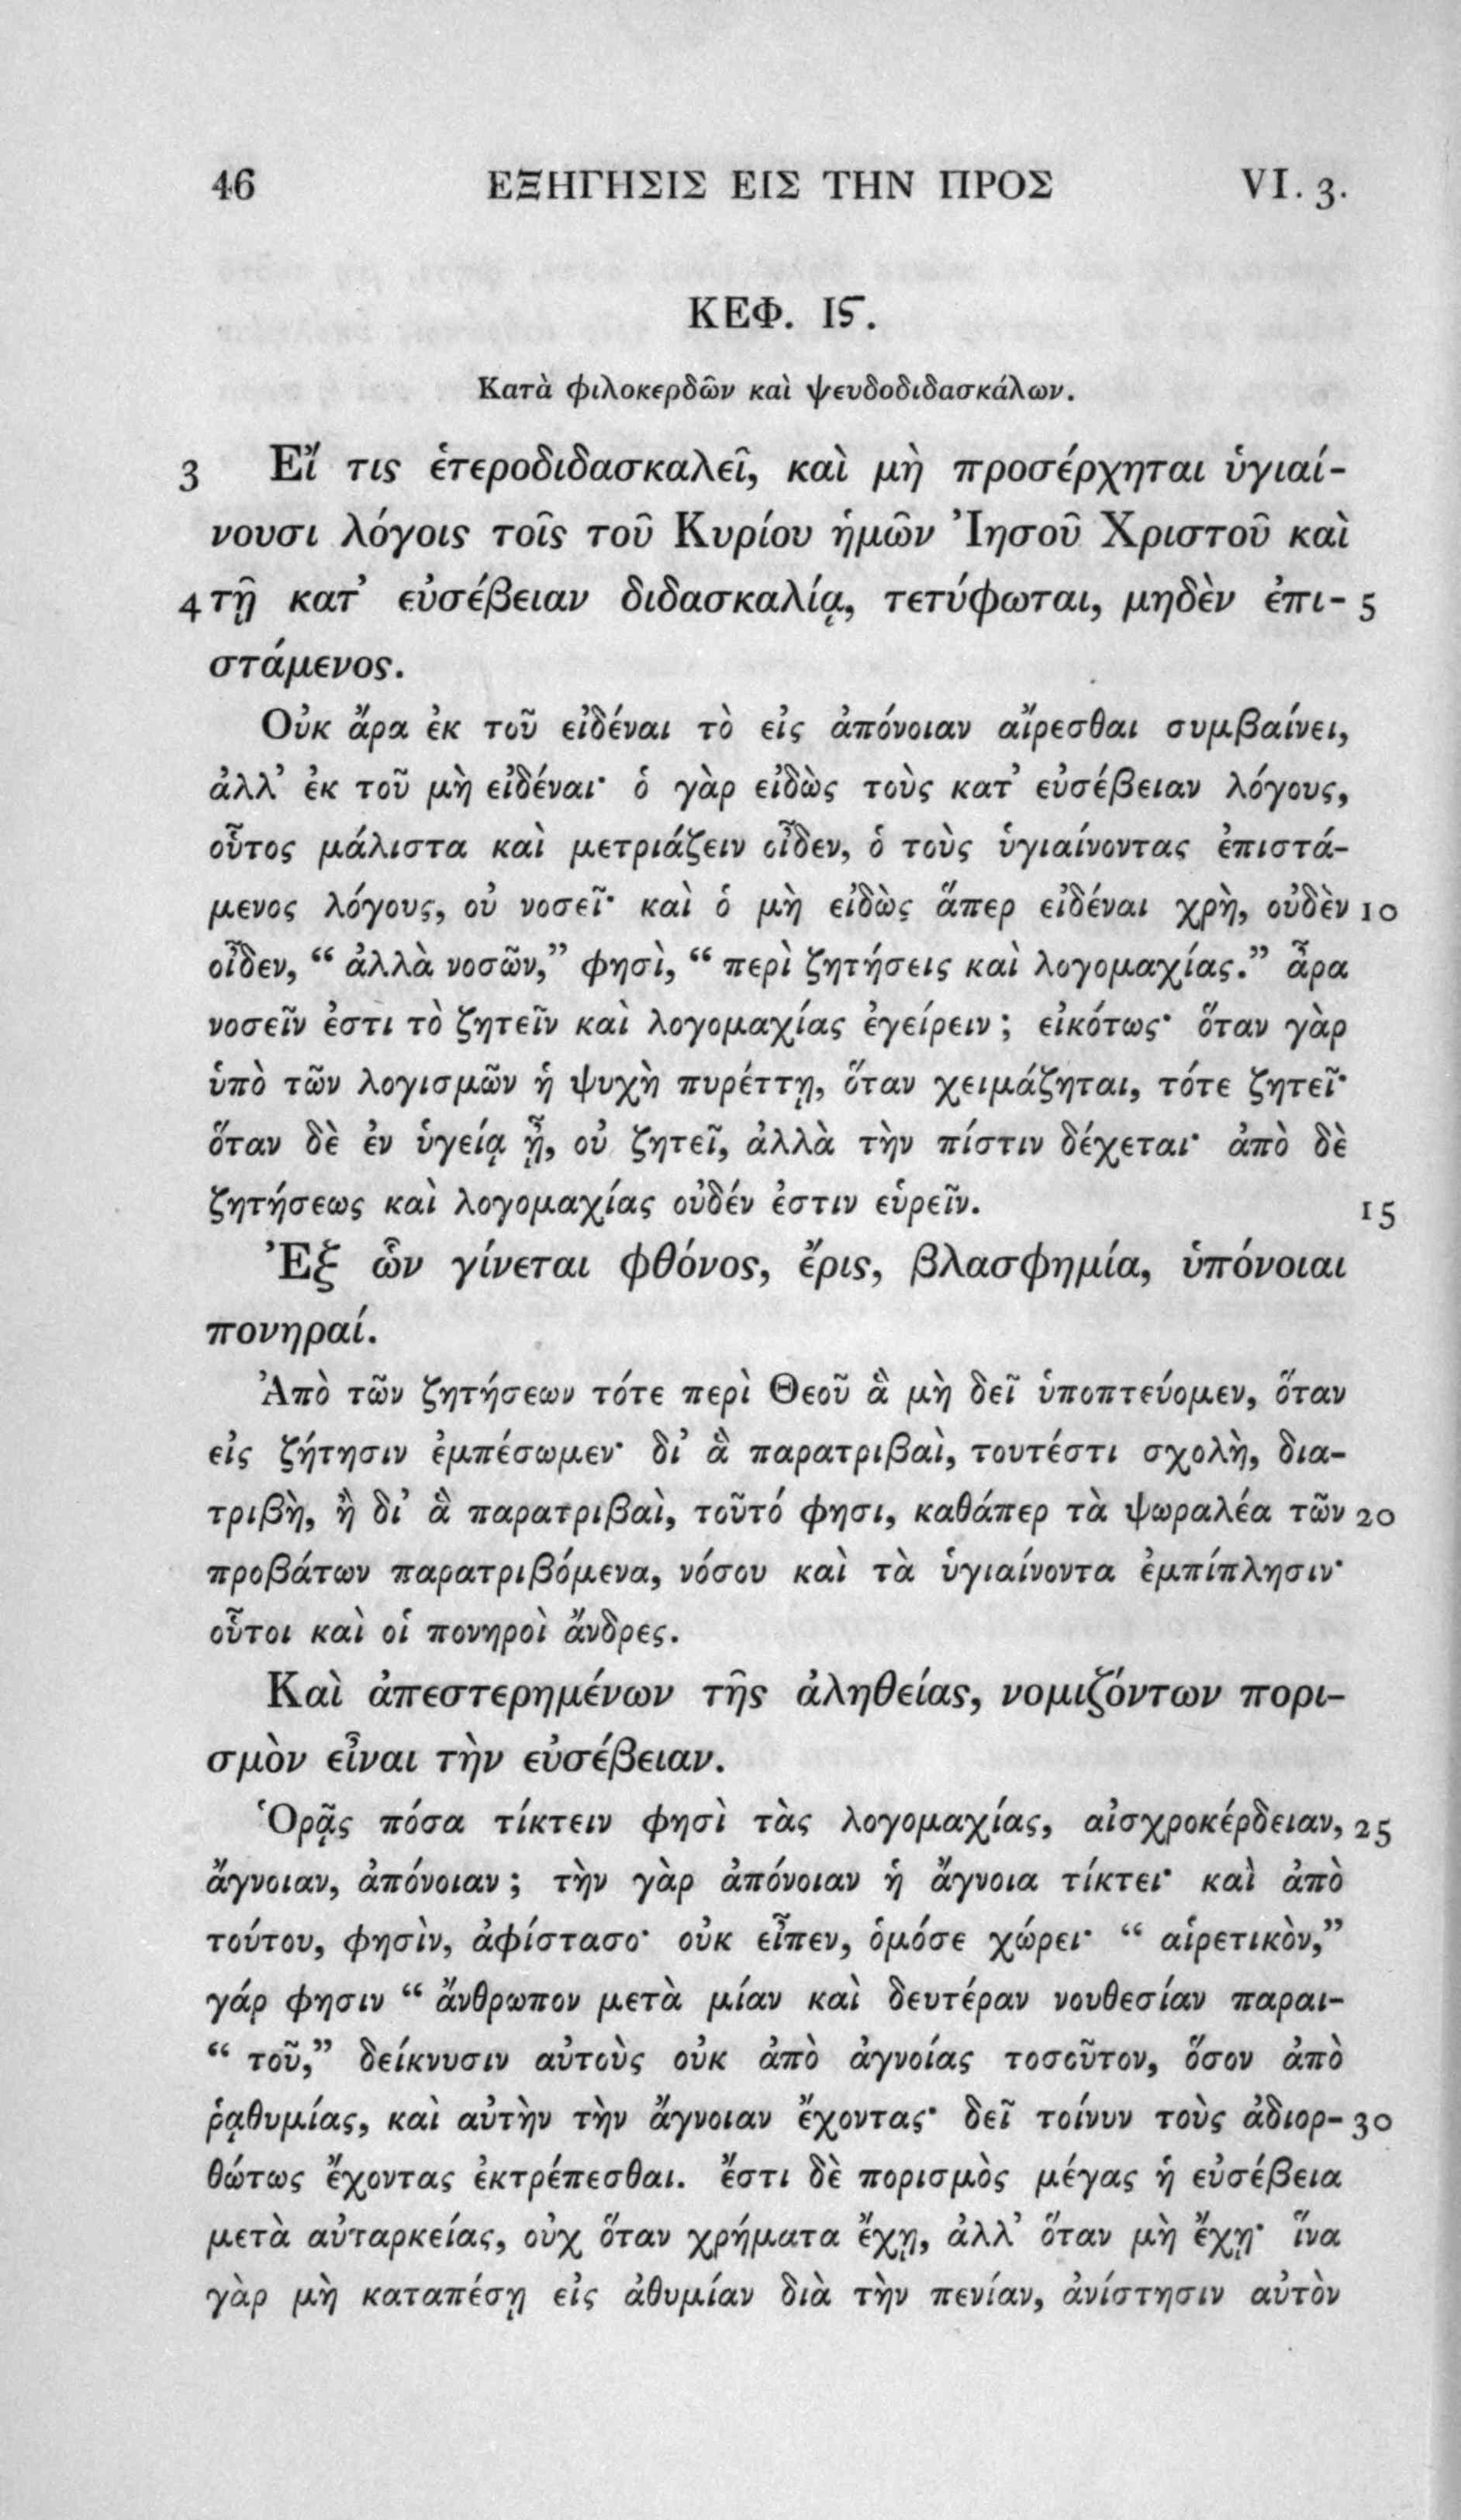 46 ΕΞΗΓΗΣΙΣ ΕΙΣ ΤΗΝ ΠΡΟΣ VI. 3.
ΚΕΦ. Ιϛ.
Κατὰ φιλοκερδῶν καὶ ψευδοδιδασκάλων.
3 Εἴ τις ἑτεροδιδασκαλεῖ, καὶ μὴ προσέρχηται ὑγιαί-
νουσι λόγοις τοῖς τοῦ Κυρίου ἡμῶν Ἰησοῦ Χριστοῦ καὶ
4 τῇ κατ’ εὐσέβειαν διδασκαλίᾳ, τετύφωται, μηδὲν ἐπι- 5
στάμενος.
Οὐκ ἄρα ἐκ τοῦ εἰδέναι τὸ εἰς ἀπόνοιαν αἴρεσθαι συμβαίνει,
ἀλλ’ ἐκ τοῦ μὴ εἰδέναι· ὁ γὰρ εἰδὼς τοὺς κατ’ εὐσέβειαν λόγους,
οὗτος μάλιστα καὶ μετριάζειν οἶδεν, ὁ τοὺς ὑγιαίνοντας ἐπιστά-
μενος λόγους, οὐ νοσεῖ· καὶ ὁ μὴ εἰδὼς ἅπερ εἰδέναι χρὴ, οὐδὲν 10
οἶδεν, “ ἀλλὰ νοσῶν,” φησὶ, “ περὶ ζητήσεις καὶ λογομαχίας.” ἆρα
νοσεῖν ἐστι τὸ ζητεῖν καὶ λογομαχίας ἐγείρειν ; εἰκότως· ὅταν γὰρ
ὑπὸ τῶν λογισμῶν ἡ ψυχὴ πυρέττῃ, ὅταν χειμάζηται, τότε ζητεῖ·
ὅταν δὲ ἐν ὑγείᾳ ᾖ, οὐ ζητεῖ, ἀλλὰ τὴν πίστιν δέχεται· ἀπὸ δὲ
ζητήσεως καὶ λογομαχίας οὐδέν ἐστιν εὑρεῖν. 15
Ἐξ ὧν γίνεται φθόνος, ἔρις, βλασφημία, ὑπόνοιαι
πονηραί.
Ἀπὸ τῶν ζητήσεων τότε περὶ Θεοῦ ἃ μὴ δεῖ ὑποπτεύομεν, ὅταν
εἰς ζήτησιν ἐμπέσωμεν· δι’ ἃ παρατριβαὶ, τουτέστι σχολὴ, δια-
τριβὴ, ἢ δι’ ἃ παρατριβαὶ, τοῦτό φησι, καθάπερ τὰ ψωραλέα τῶν 20
προβάτων παρατριβόμενα, νόσου καὶ τὰ ὑγιαίνοντα ἐμπίπλησιν·
οὗτοι καὶ οἱ πονηροὶ ἄνδρες.
Καὶ ἀπεστερημένων τῆς ἀληθείας, νομιζόντων πορι-
σμὸν εἶναι τὴν εὐσέβειαν.
Ὁρᾷς πόσα τίκτειν φησὶ τὰς λογομαχίας, αἰσχροκέρδειαν, 25
ἄγνοιαν, ἀπόνοιαν ; τὴν γὰρ ἀπόνοιαν ἡ ἄγνοια τίκτει· καὶ ἀπὸ
τούτου, φησὶν, ἀφίστασο· οὐκ εἶπεν, ὁμόσε χώρει· “ αἱρετικὸν,”
γάρ φησιν “ ἄνθρωπον μετὰ μίαν καὶ δευτέραν νουθεσίαν παραι-
“ τοῦ,” δείκνυσιν αὐτοὺς οὐκ ἀπὸ ἀγνοίας τοσοῦτον, ὅσον ἀπὸ
ῥᾳθυμίας, καὶ αὐτὴν τὴν ἄγνοιαν ἔχοντας· δεῖ τοίνυν τοὺς ἀδιορ- 30
θώτως ἔχοντας ἐκτρέπεσθαι. ἔστι δὲ πορισμὸς μέγας ἡ εὐσέβεια
μετὰ αὐταρκείας, οὐχ ὅταν χρήματα ἔχῃ, ἀλλ’ ὅταν μὴ ἔχῃ· ἵνα
γὰρ μὴ καταπέσῃ εἰς ἀθυμίαν διὰ τὴν πενίαν, ἀνίστησιν αὐτὸν